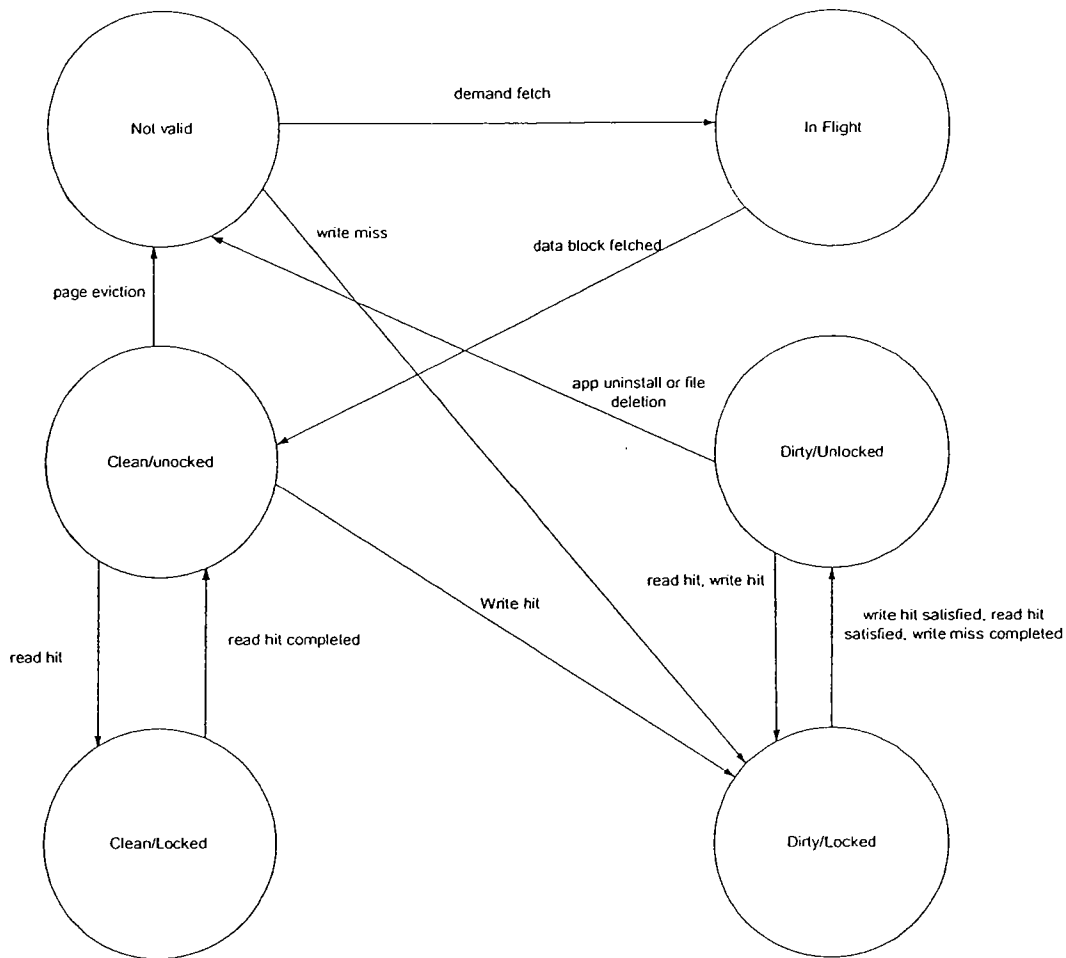 demand fetch
Not valid
In Flight
write miss
data block fetched
page eviction
app uninstall or file
deletion
Clean/unocked
Dirty/Unlocked
read hit, write hit
Write hit
write hit satisfied, read hit
satisfied, write miss completed
read hit completed
read hit
Clean/Locked
Dirty/Locked